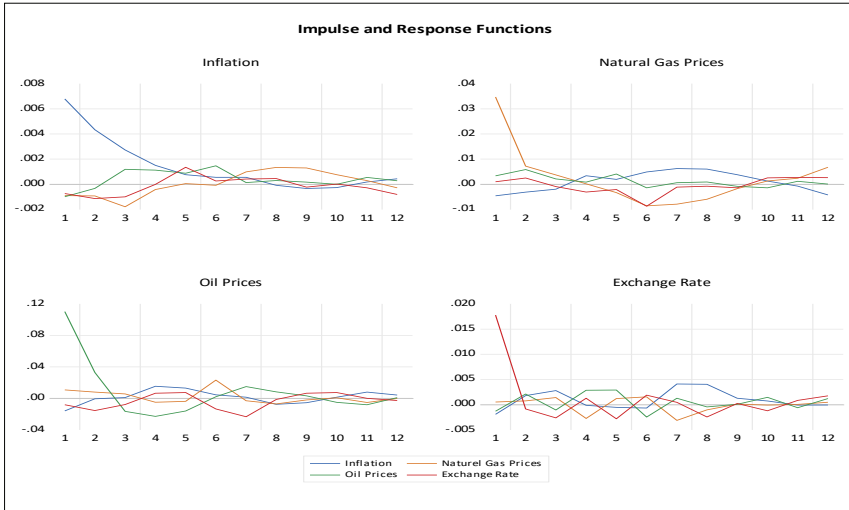 Impulse and Response Functions
Inflation
.008
.006
.004
.002
.000
-.002
1 2 3 4 5 6 7 8 9 10 11 12
Natural Gas Prices
.04
.03
.02
.01
.00
-.01
1 2 3 4 5 6 7 8 9 10 11 12
Oil Prices
.12
.08
.04
.00
-.04
1 2 3 4 5 6 7 8 9 10 11 12
Exchange Rate
.020
.015
.010
.005
.000
-.005
1 2 3 4 5 6 7 8 9 10 11 12
Inflation Naturel Gas Prices
Oil Prices Exchange Rate